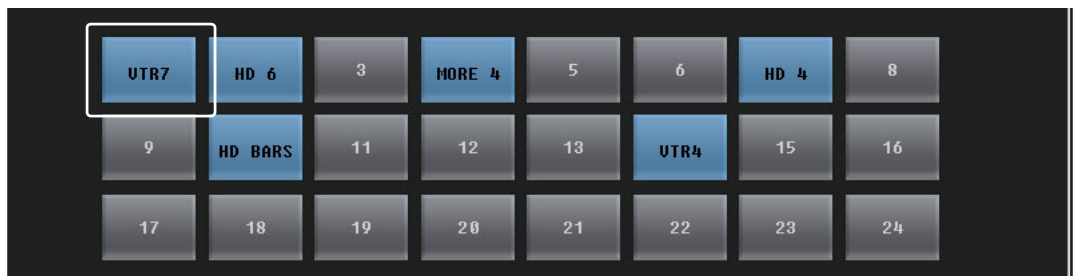 VTR7 HD 6 3 MORE 4 5 6 HD 4 8
9 HD BARS 11 12 13 VTR4 15 16
17 18 19 20 21 22 23 24